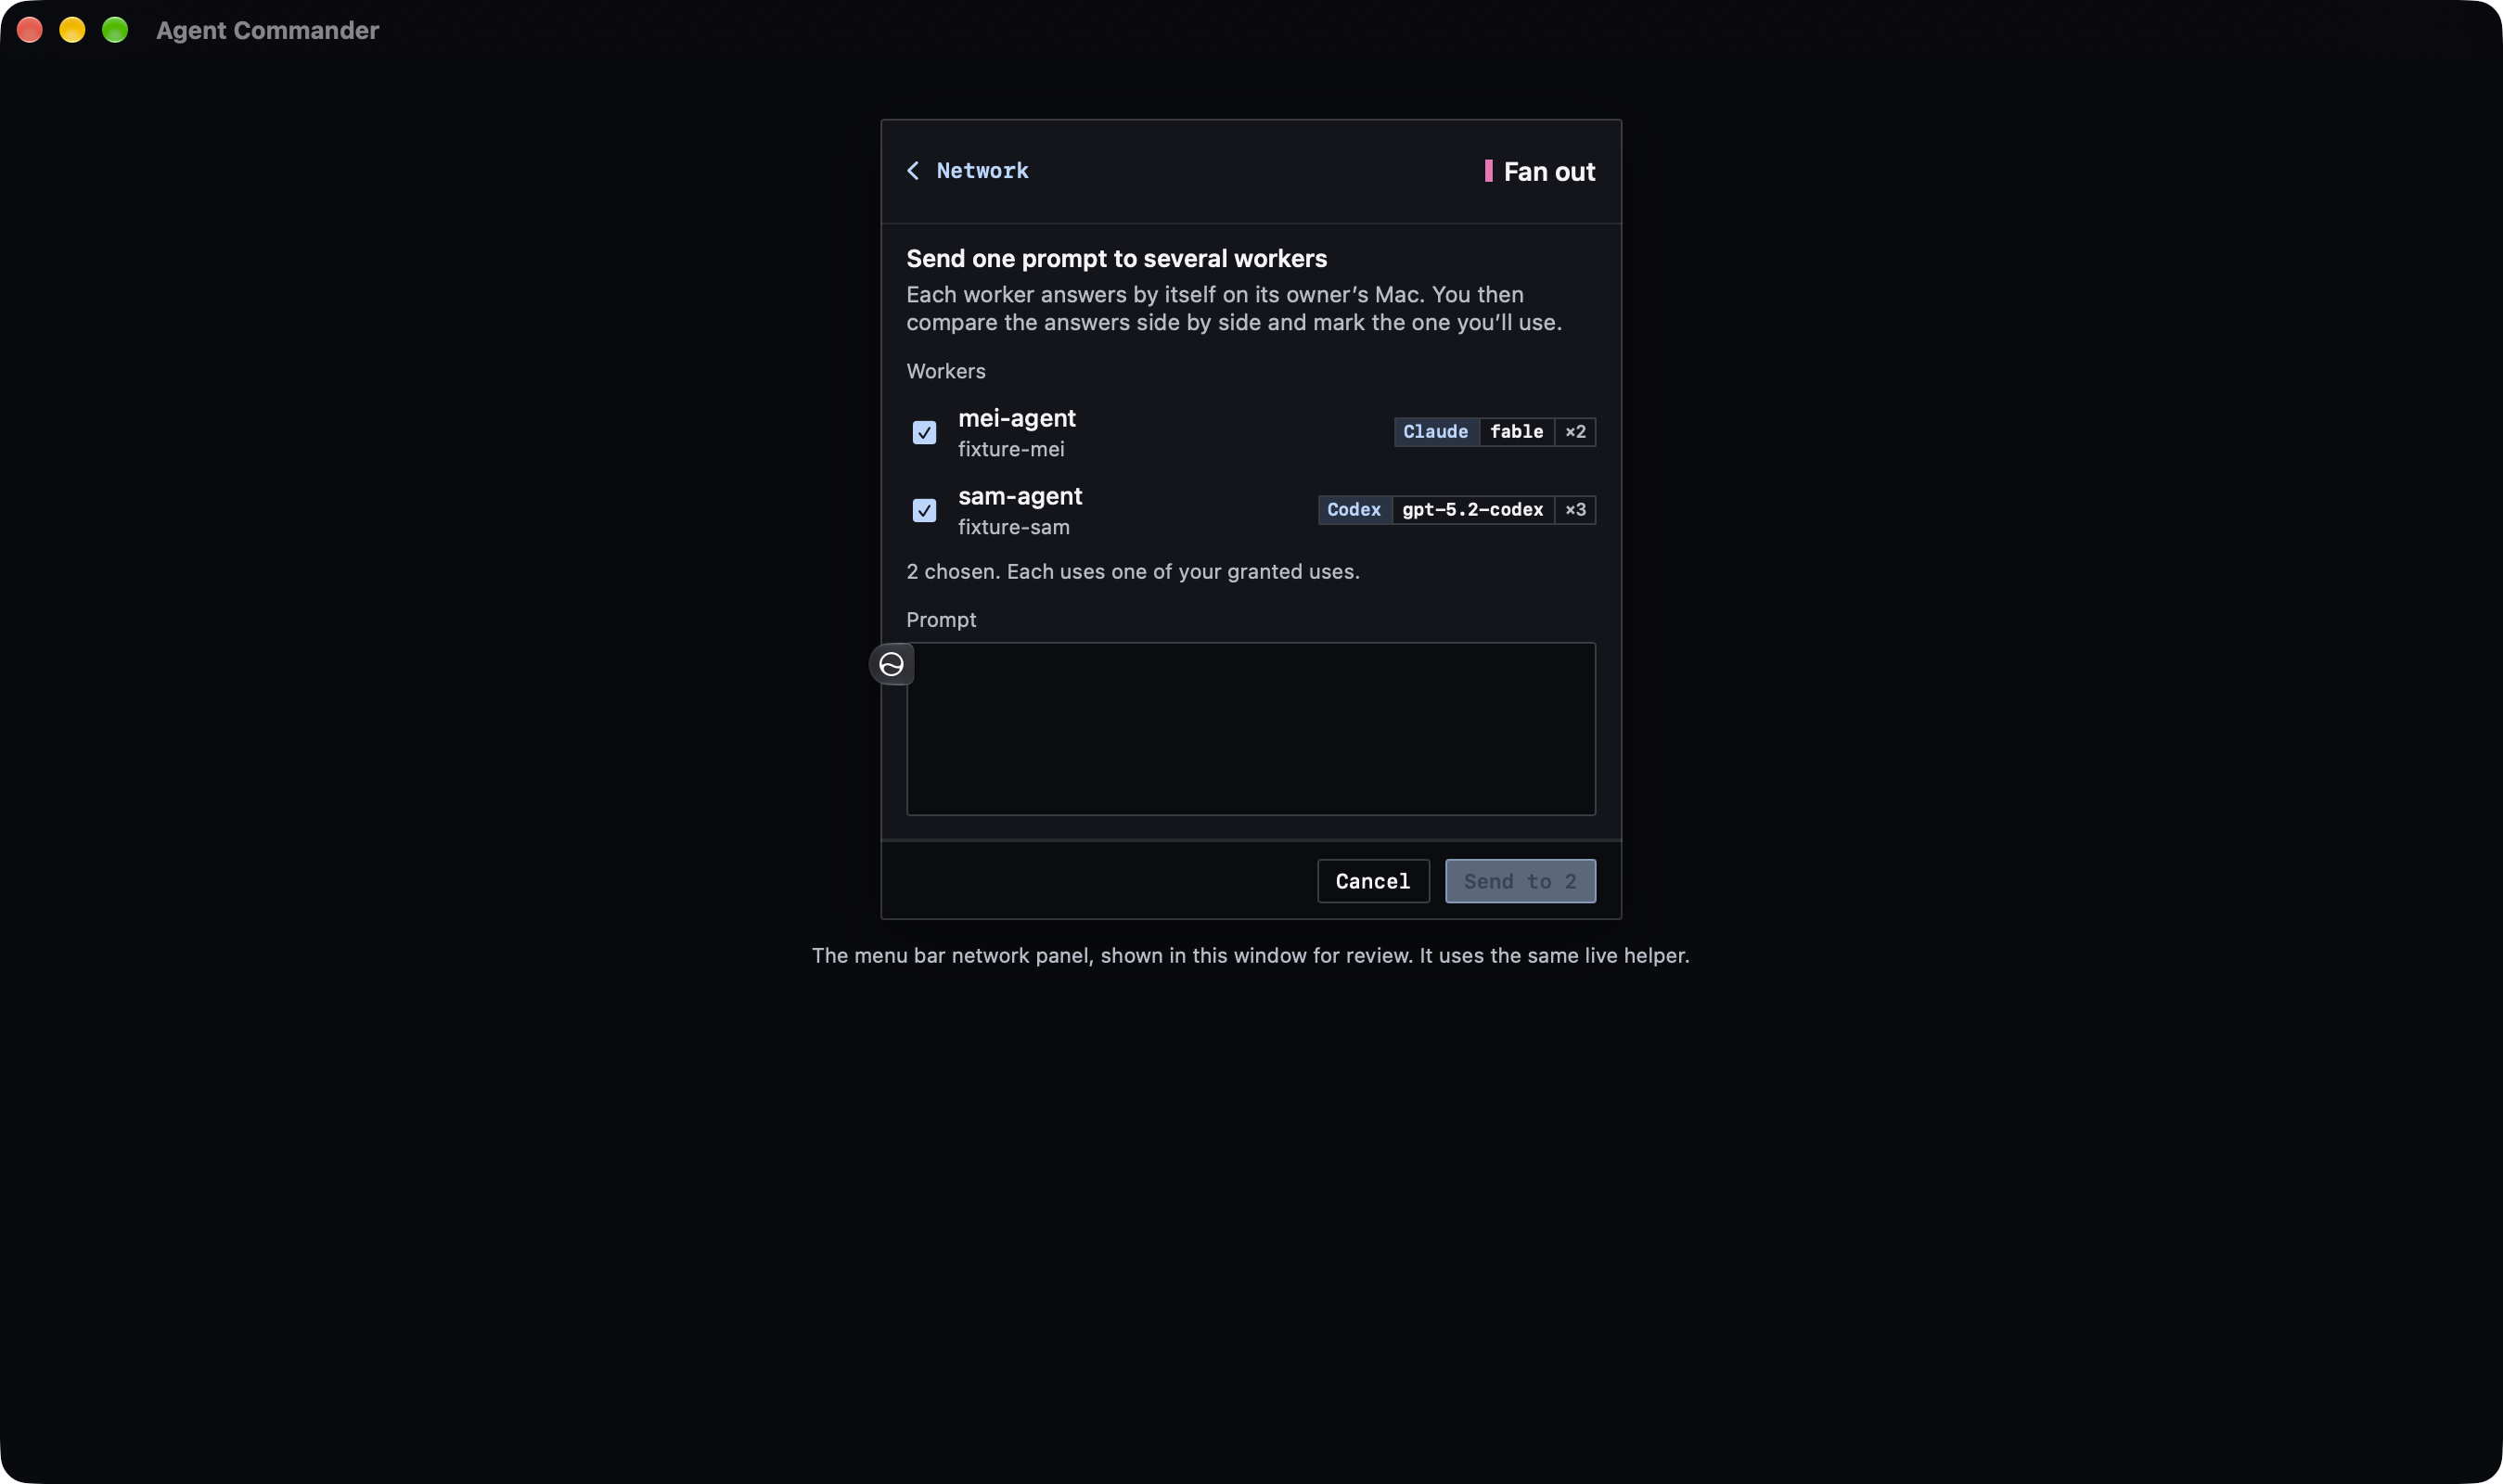 Agent Commander
Network
Fan out
Send one prompt to several workers
Each worker answers by itself on its owner’s Mac. You then
compare the answers side by side and mark the one you’ll use.
Workers
mei-agent
Claude fable ×2
fixture-mei
sam-agent
Codex gpt-5.2-codex ×3
fixture-sam
2 chosen. Each uses one of your granted uses.
Prompt
Cancel
Send to 2
The menu bar network panel, shown in this window for review. It uses the same live helper.